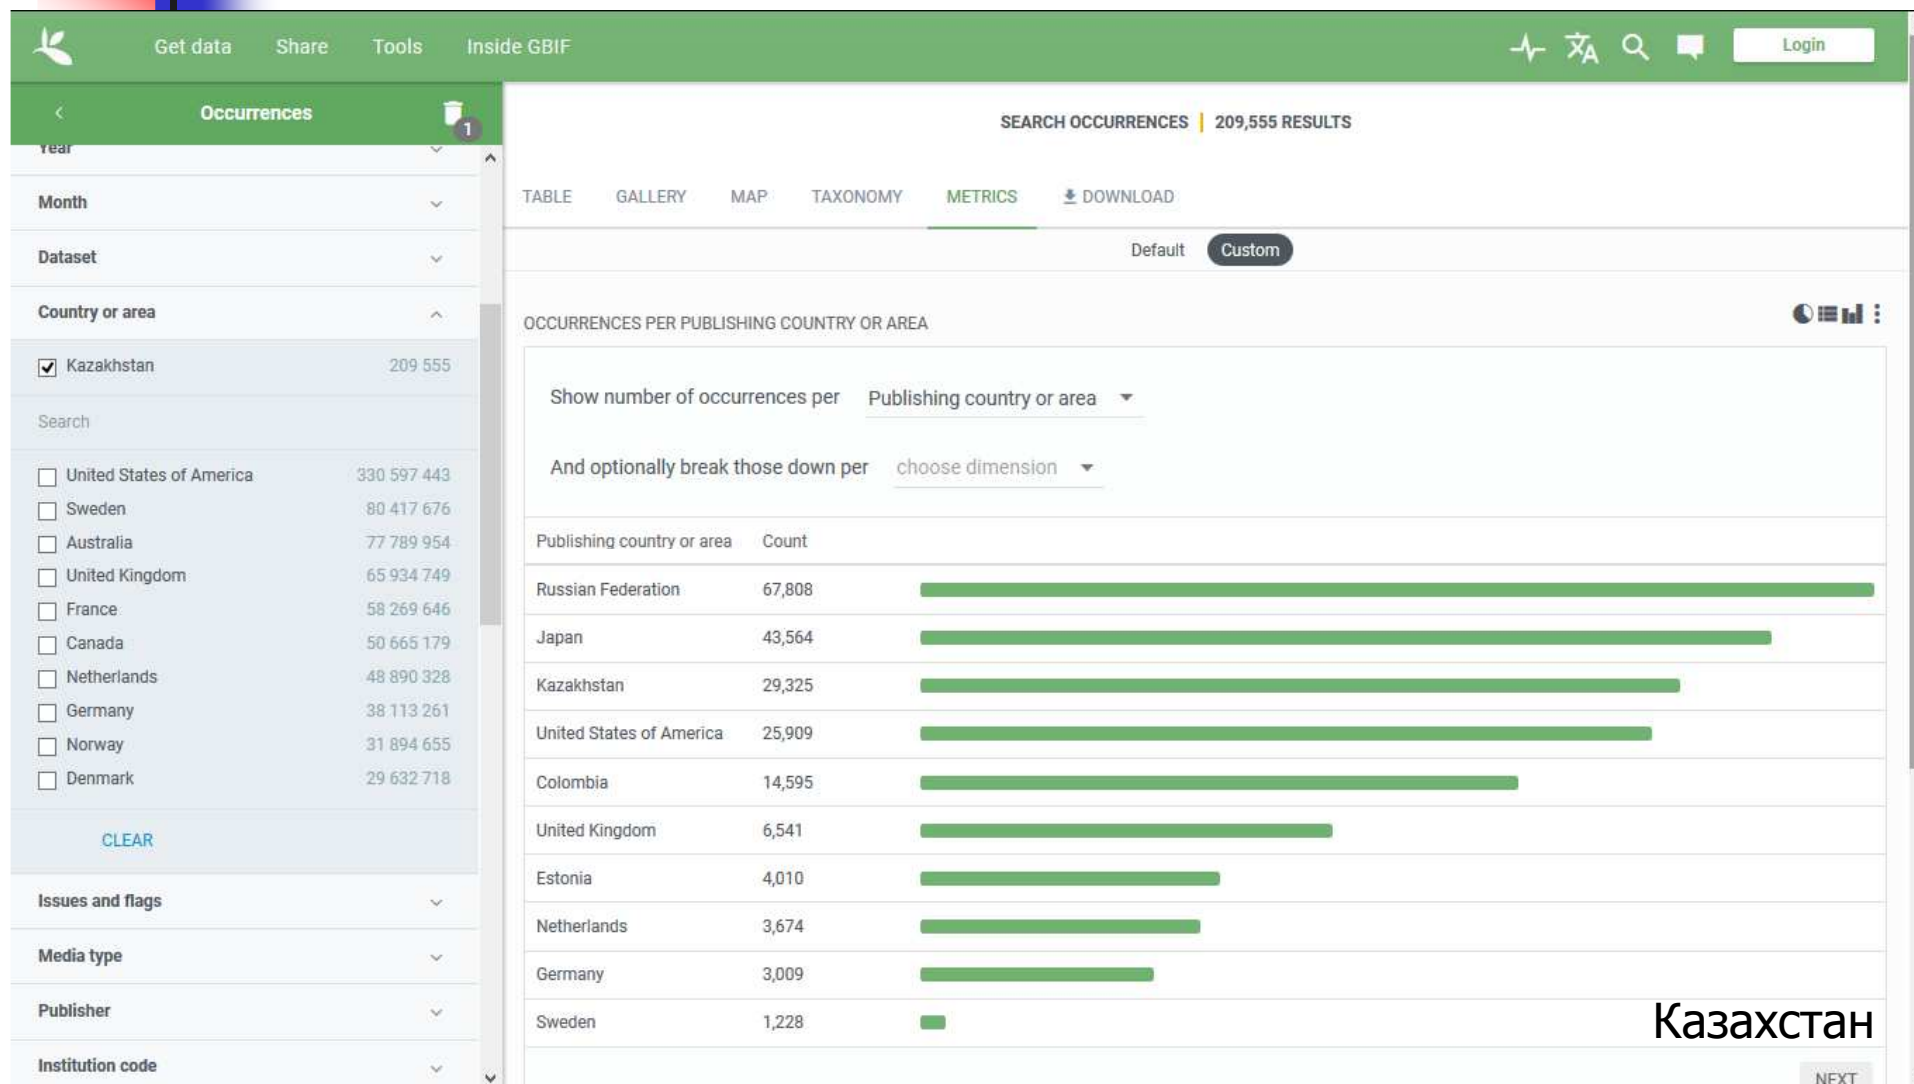 Get data Share Tools Inside GBIF Login
Occurrences 1
SEARCH OCCURRENCES | 209,555 RESULTS
Year
Month
Dataset
Country or area
Kazakhstan 209 555
Search
United States of America 330 597 443
Sweden 80 417 676
Australia 77 789 954
United Kingdom 65 934 749
France 58 269 646
Canada 50 665 179
Netherlands 48 890 328
Germany 38 113 261
Norway 31 894 655
Denmark 29 632 718
CLEAR
Issues and flags
Media type
Publisher
Institution code
TABLE GALLERY MAP TAXONOMY METRICS DOWNLOAD
Default Custom
OCCURRENCES PER PUBLISHING COUNTRY OR AREA
Show number of occurrences per Publishing country or area
And optionally break those down per choose dimension
Publishing country or area Count
Russian Federation 67,808
Japan 43,564
Kazakhstan 29,325
United States of America 25,909
Colombia 14,595
United Kingdom 6,541
Estonia 4,010
Netherlands 3,674
Germany 3,009
Sweden 1,228
Казахстан
NEXT